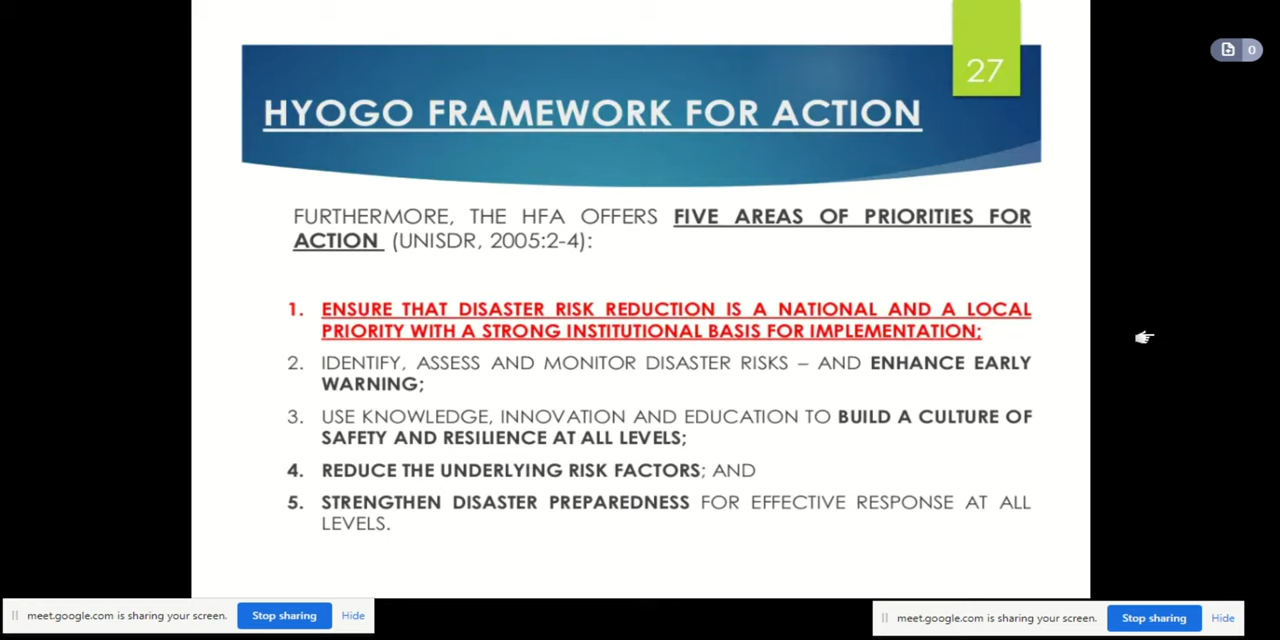 27
0
HYOGO FRAMEWORK FOR ACTION
FURTHERMORE, THE HFA OFFERS FIVE AREAS OF PRIORITIES FOR
ACTION (UNISDR, 2005:2-4):
1. ENSURE THAT DISASTER RISK REDUCTION IS A NATIONAL AND A LOCAL
PRIORITY WITH A STRONG INSTITUTIONAL BASIS FOR IMPLEMENTATION;
2. IDENTIFY, ASSESS AND MONITOR DISASTER RISKS – AND ENHANCE EARLY
WARNING;
3. USE KNOWLEDGE, INNOVATION AND EDUCATION TO BUILD A CULTURE OF
SAFETY AND RESILIENCE AT ALL LEVELS;
4. REDUCE THE UNDERLYING RISK FACTORS; AND
5. STRENGTHEN DISASTER PREPAREDNESS FOR EFFECTIVE RESPONSE AT ALL
LEVELS.
meet.google.com is sharing your screen. Stop sharing Hide
meet.google.com is sharing your screen. Stop sharing Hide